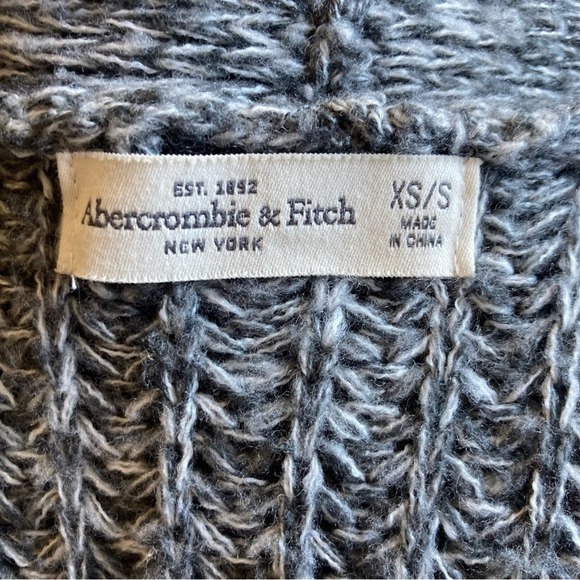 EST. 1892
Abercrombie & Fitch
NEW YORK
XS/S
MADE
IN CHINA